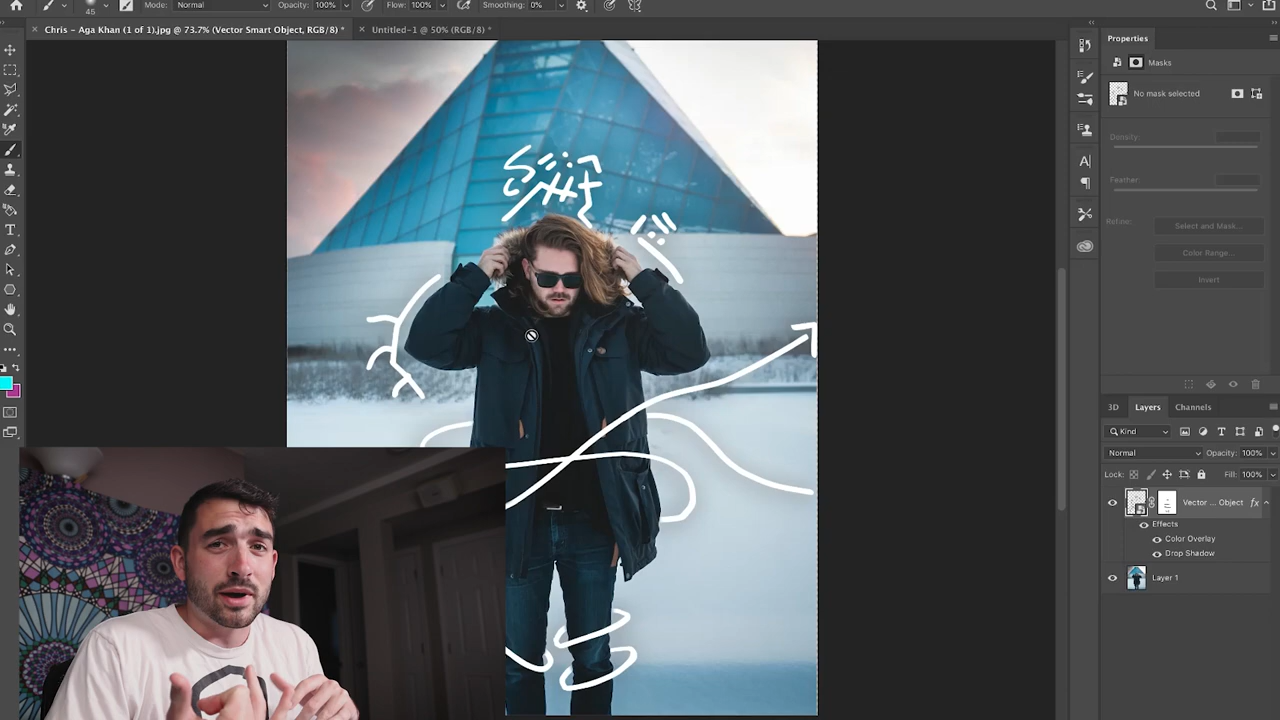 45
Mode: Normal Opacity: 100% Flow: 100% Smoothing: 0%
× Chris - Aga Khan (1 of 1).jpg @ 73.7% (Vector Smart Object, RGB/8) * × Untitled-1 @ 50% (RGB/8) *
Properties
Masks
No mask selected
Density:
Feather:
Refine:
Select and Mask...
Color Range...
Invert
3D Layers Channels
Kind
Normal Opacity: 100%
Lock: Fill: 100%
Vector ... Object fx
Effects
Color Overlay
Drop Shadow
Layer 1